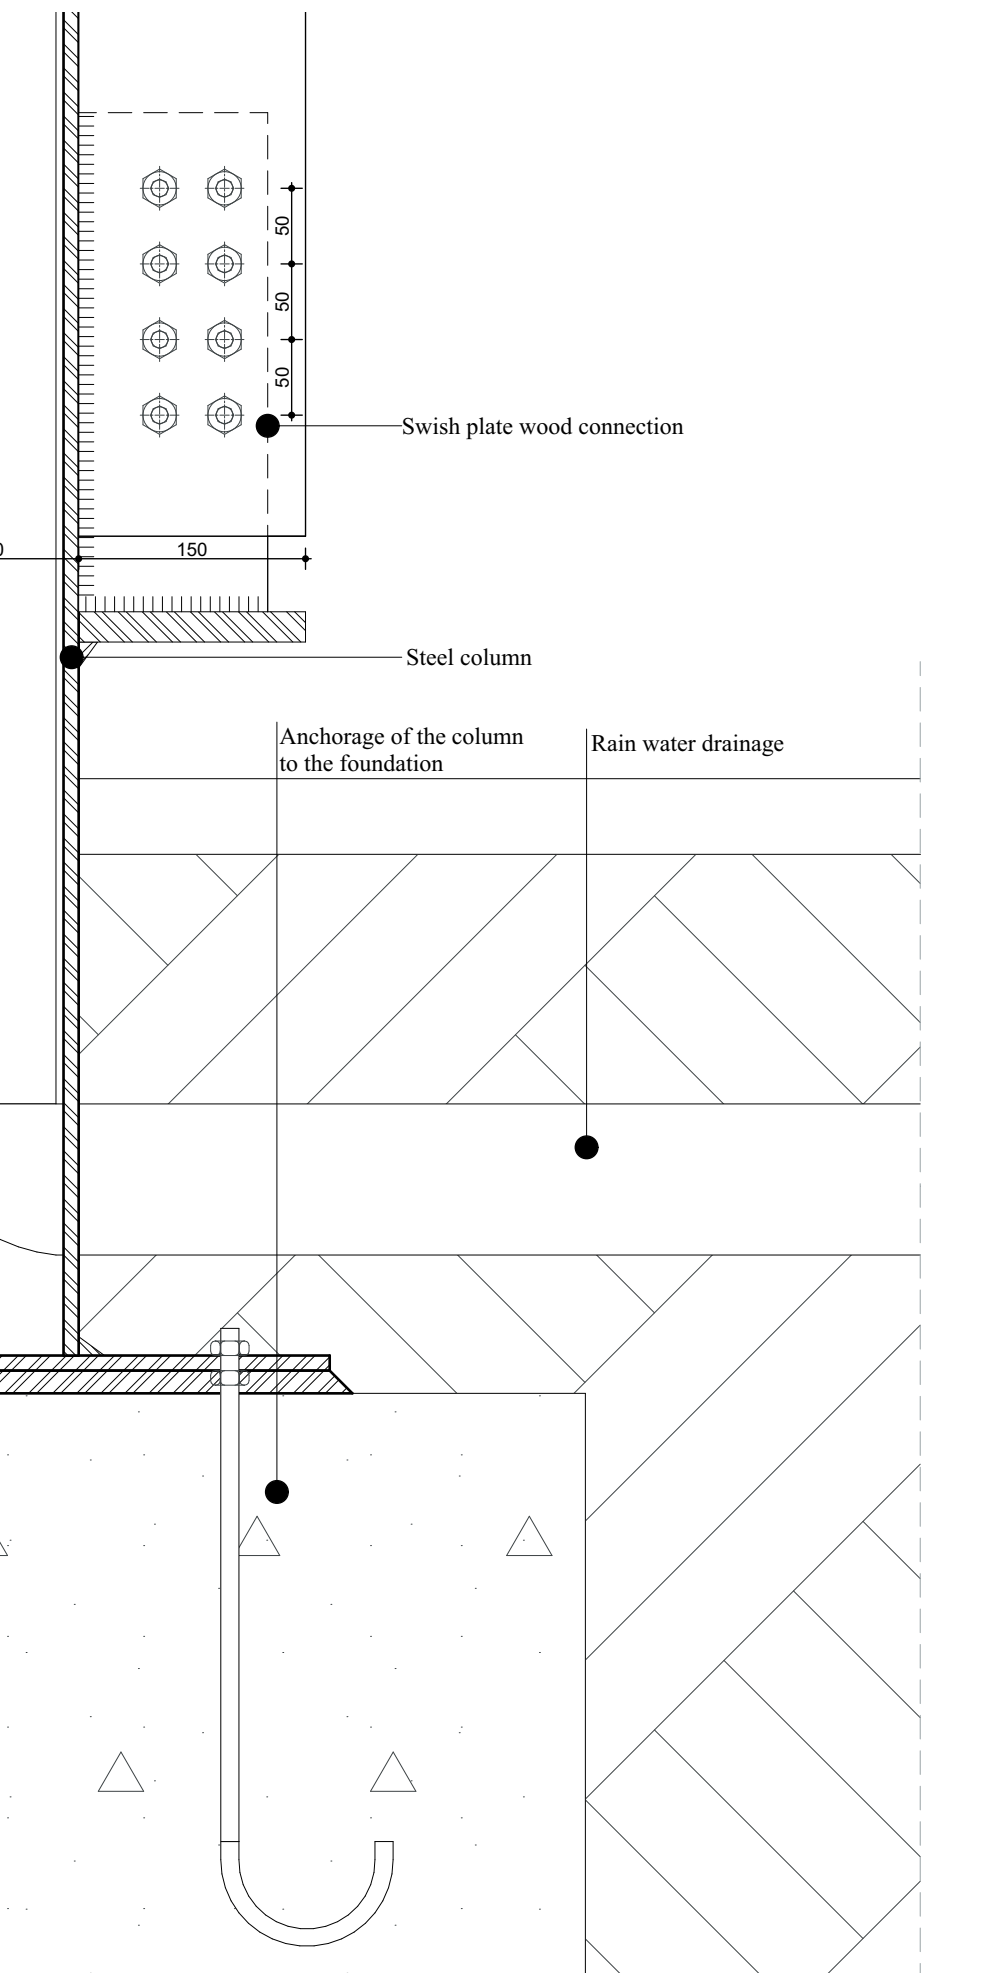 50
50
50
Swish plate wood connection
150
Steel column
Anchorage of the column
to the foundation
Rain water drainage